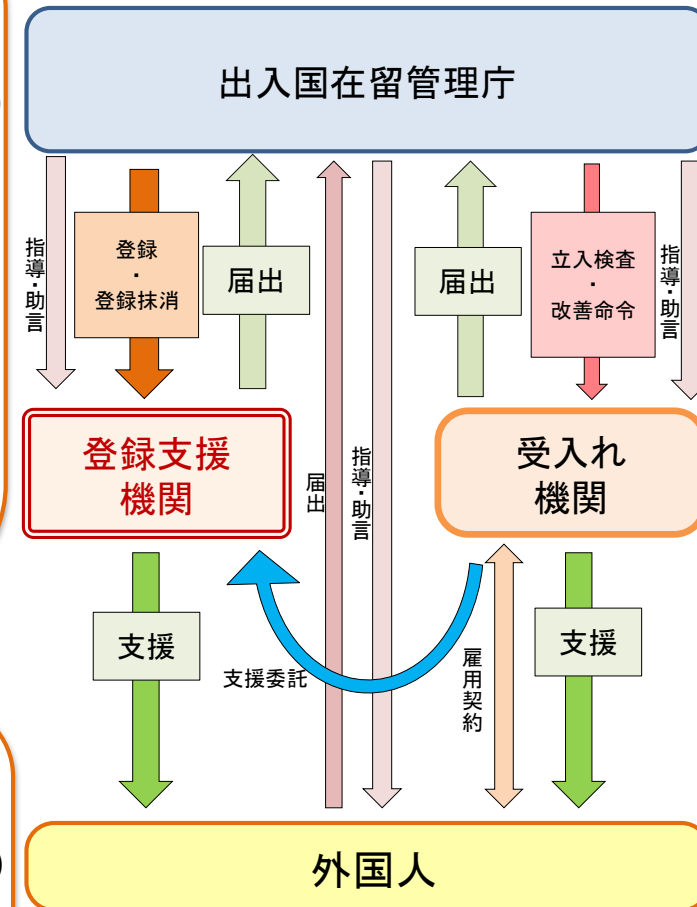 出入国在留管理庁
指導・助言
登録
・
登録抹消
届出
届出
立入検査
・
改善命令
指導・助言
登録支援
機関
届出
指導・助言
受入れ
機関
支援
支援委託
雇用契約
支援
外国人